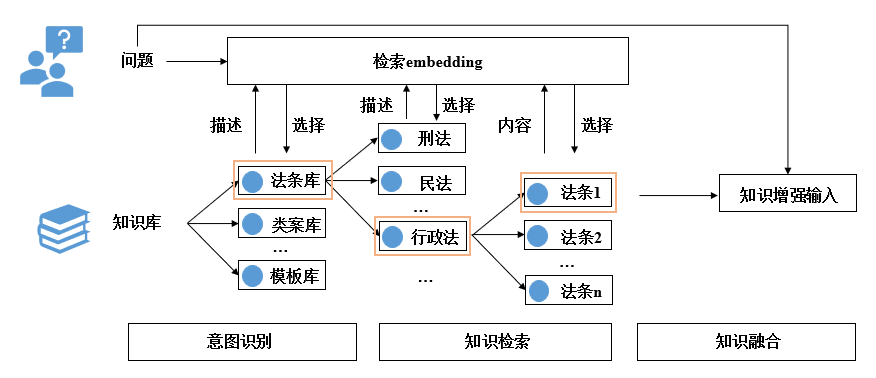 ?
问题
检索embedding
描述
选择
描述
选择
内容
选择
知识库
法条库
类案库
...
模板库
刑法
民法
...
行政法
...
法条1
法条2
...
法条n
知识增强输入
意图识别
知识检索
知识融合